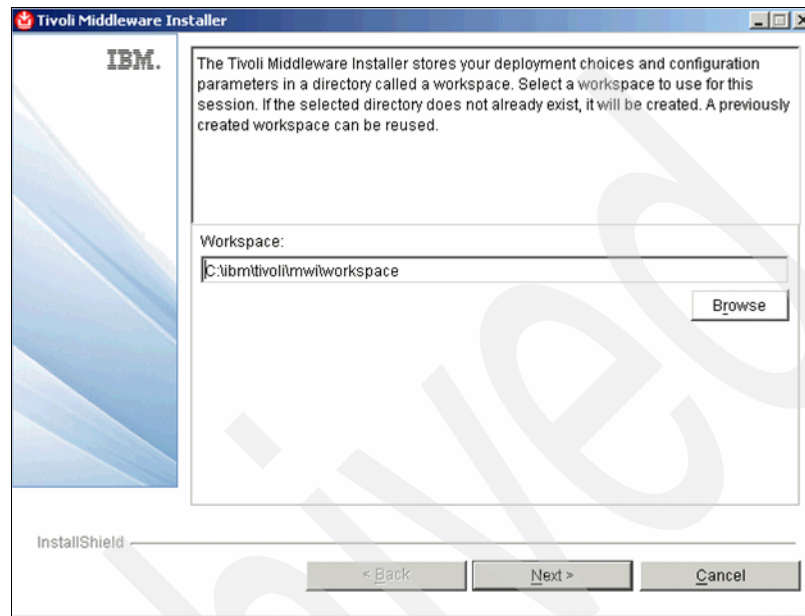 Tivoli Middleware Installer
IBM.
The Tivoli Middleware Installer stores your deployment choices and configuration
parameters in a directory called a workspace. Select a workspace to use for this
session. If the selected directory does not already exist, it will be created. A previously
created workspace can be reused.
Workspace:
C:\ibm\tivoli\mwi\workspace
Browse
InstallShield
< Back
Next >
Cancel